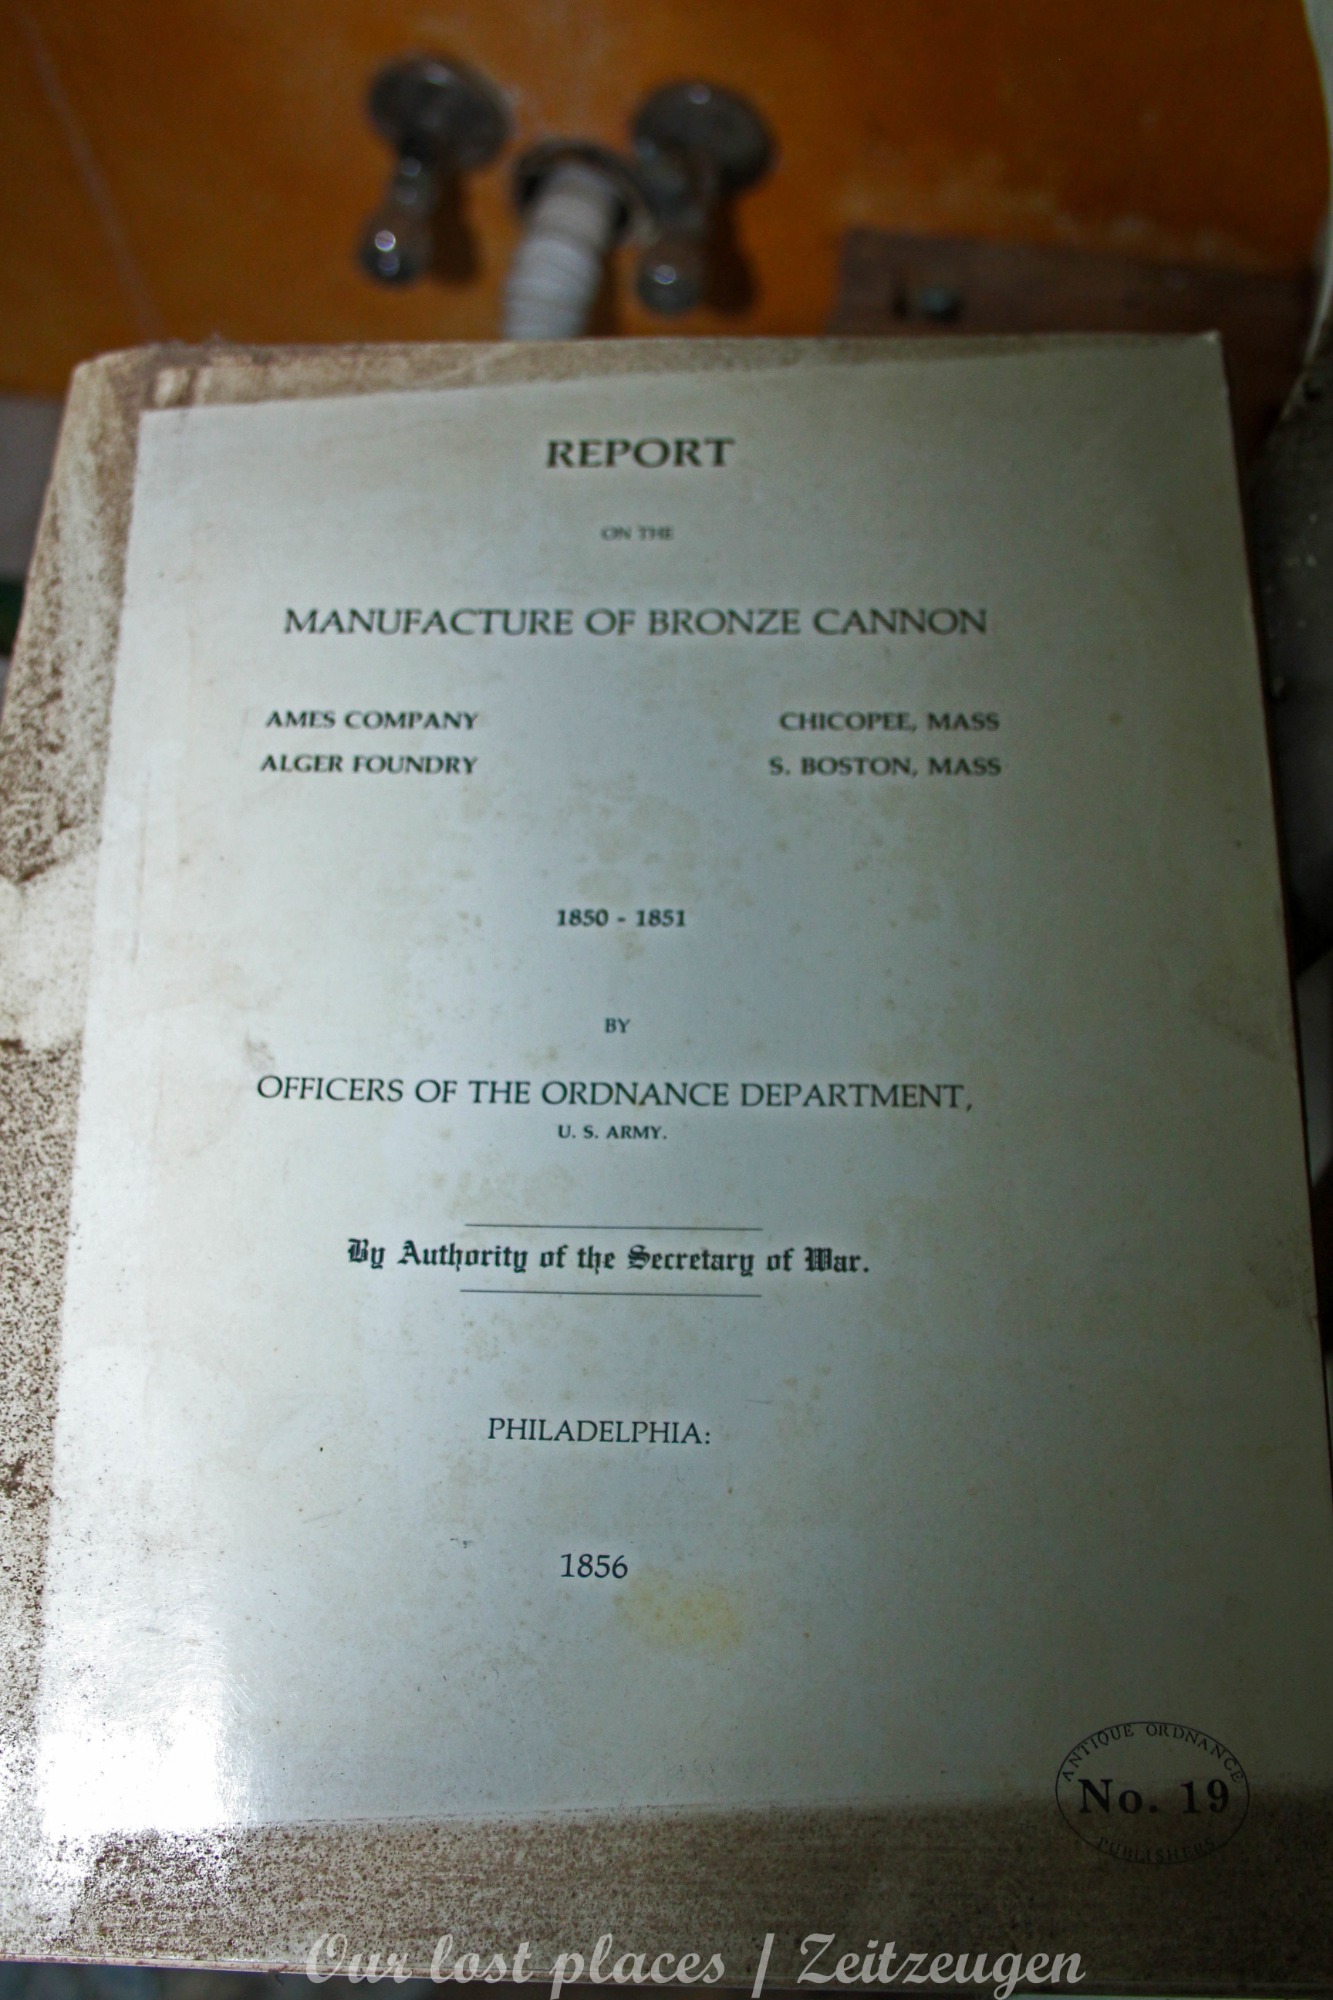 REPORT
ON THE
MANUFACTURE OF BRONZE CANNON
AMES COMPANY CHICOPEE, MASS
ALGER FOUNDRY S. BOSTON, MASS
1850 - 1851
BY
OFFICERS OF THE ORDNANCE DEPARTMENT,
U. S. ARMY.
By Authority of the Secretary of War.
PHILADELPHIA:
1856
ANTIQUE ORDNANCE
No. 19
PUBLISHERS
Our lost places / Zeitzeugen